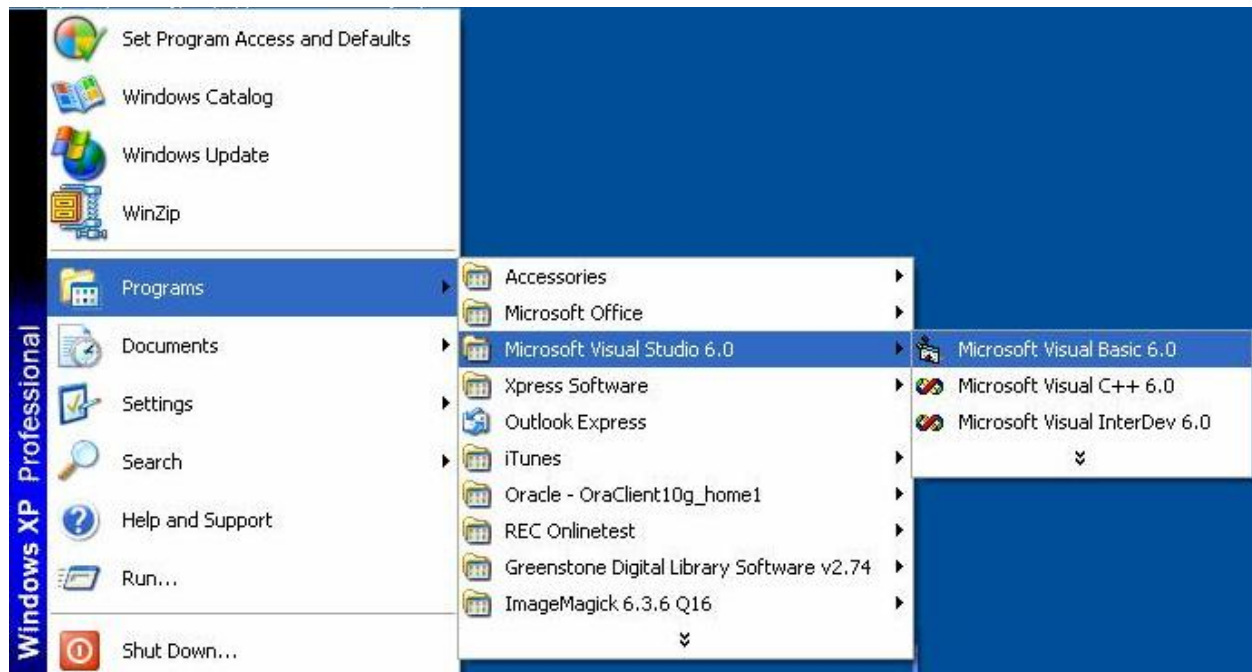 Set Program Access and Defaults
Windows Catalog
Windows Update
WinZip
Programs
Documents
Settings
Search
Help and Support
Run...
Shut Down...
Windows XP Professional
Accessories
Microsoft Office
Microsoft Visual Studio 6.0
Xpress Software
Outlook Express
iTunes
Oracle - OraClient10g_home1
REC Onlinetest
Greenstone Digital Library Software v2.74
ImageMagick 6.3.6 Q16
Microsoft Visual Basic 6.0
Microsoft Visual C++ 6.0
Microsoft Visual InterDev 6.0